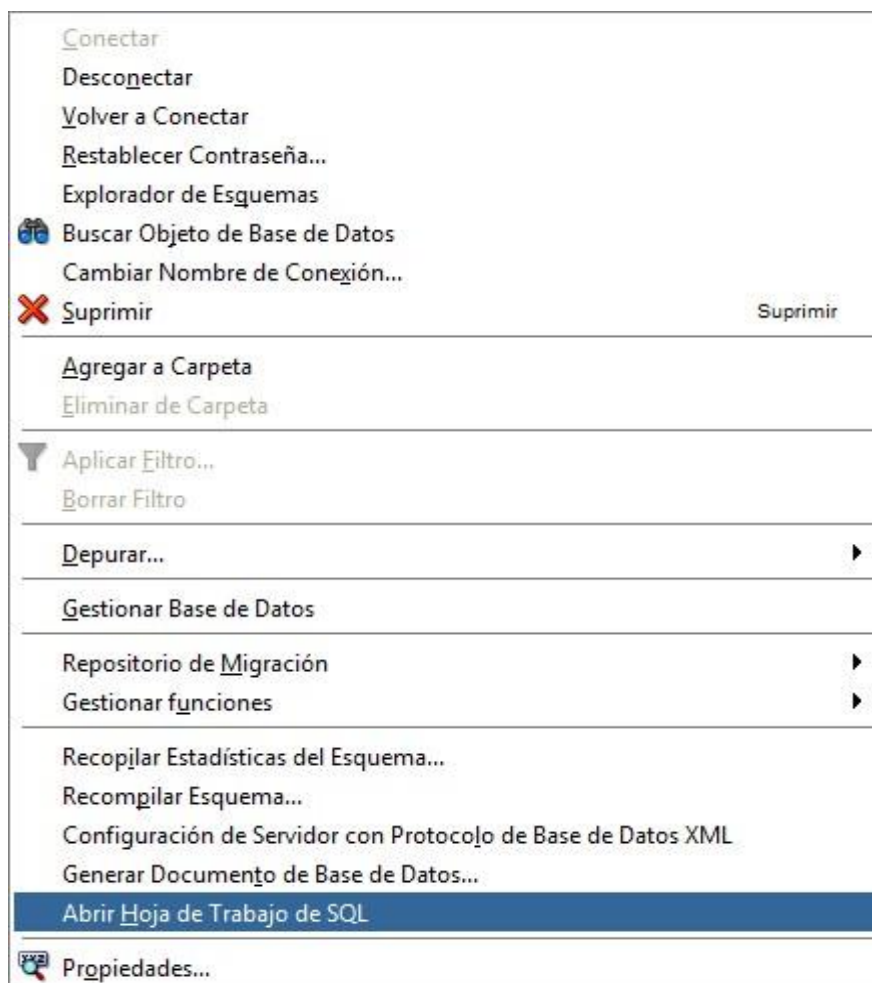 Conectar
Desconectar
Volver a Conectar
Restablecer Contraseña...
Explorador de Esquemas
Buscar Objeto de Base de Datos
Cambiar Nombre de Conexión...
Suprimir Suprimir
Agregar a Carpeta
Eliminar de Carpeta
Aplicar Filtro...
Borrar Filtro
Depurar...
Gestionar Base de Datos
Repositorio de Migración
Gestionar funciones
Recopilar Estadísticas del Esquema...
Recompilar Esquema...
Configuración de Servidor con Protocolo de Base de Datos XML
Generar Documento de Base de Datos...
Abrir Hoja de Trabajo de SQL
Propiedades...